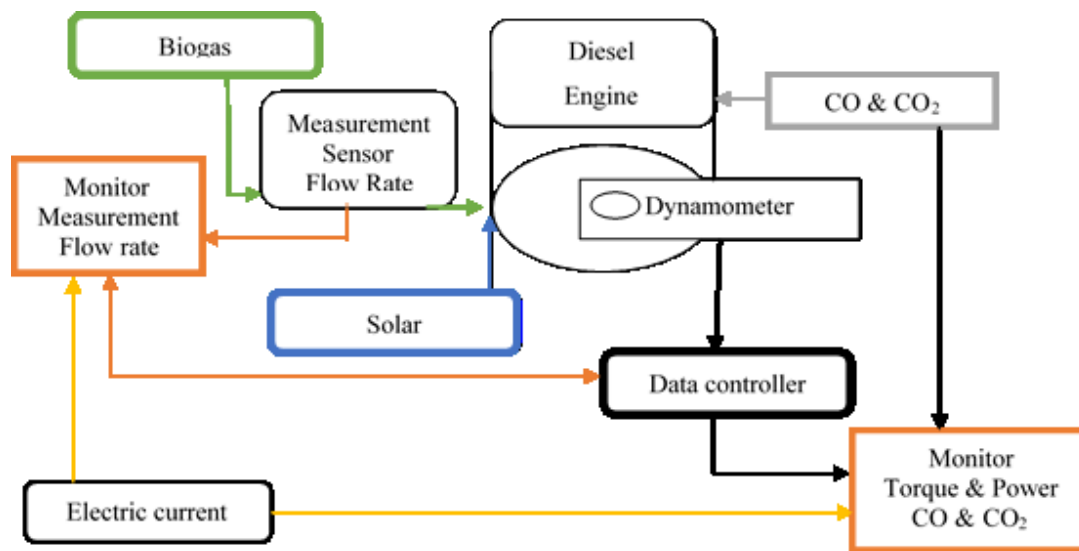 Biogas
Diesel
Engine
CO & CO₂
Measurement
Sensor
Flow Rate
Monitor
Measurement
Flow rate
Dynamometer
Solar
Data controller
Electric current
Monitor
Torque & Power
CO & CO₂